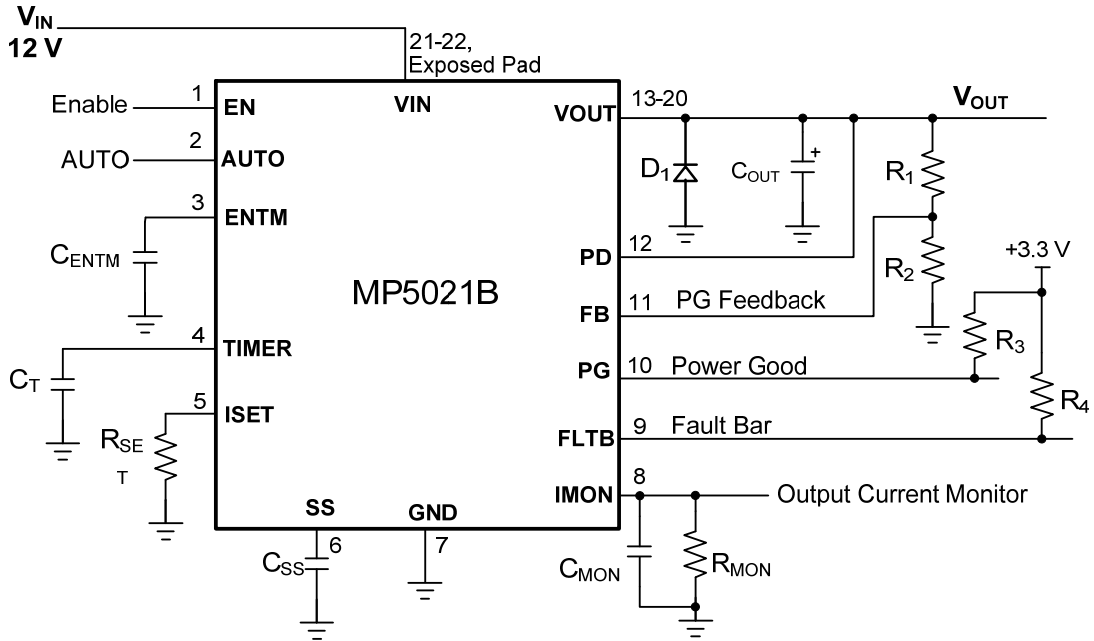 VIN
12 V
21-22,
Exposed Pad
Enable
1
EN
VIN
VOUT
13-20
VOUT
AUTO
2
AUTO
D1
COUT
+
R1
3
ENTM
CENTM
PD
12
R2
+3.3 V
MP5021B
FB
11
PG Feedback
4
TIMER
CT
R3
PG
10
Power Good
5
ISET
RSE
T
R4
FLTB
9
Fault Bar
8
IMON
Output Current Monitor
SS
GND
6
7
CSS
CMON
RMON